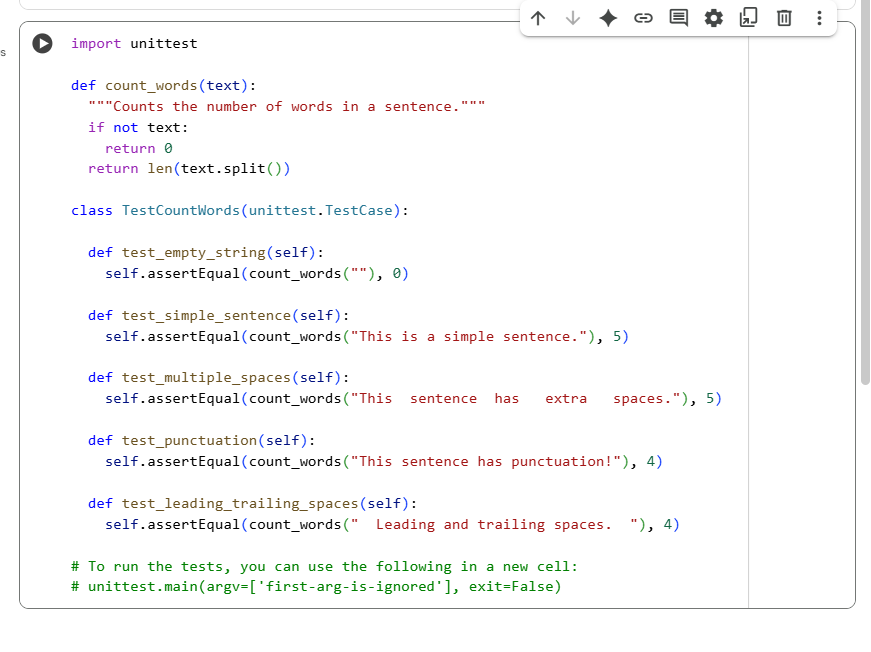 s
import unittest

def count_words(text):
  """Counts the number of words in a sentence."""
  if not text:
    return 0
  return len(text.split())

class TestCountWords(unittest.TestCase):

  def test_empty_string(self):
    self.assertEqual(count_words(""), 0)

  def test_simple_sentence(self):
    self.assertEqual(count_words("This is a simple sentence."), 5)

  def test_multiple_spaces(self):
    self.assertEqual(count_words("This  sentence  has   extra   spaces."), 5)

  def test_punctuation(self):
    self.assertEqual(count_words("This sentence has punctuation!"), 4)

  def test_leading_trailing_spaces(self):
    self.assertEqual(count_words("  Leading and trailing spaces.  "), 4)

# To run the tests, you can use the following in a new cell:
# unittest.main(argv=['first-arg-is-ignored'], exit=False)